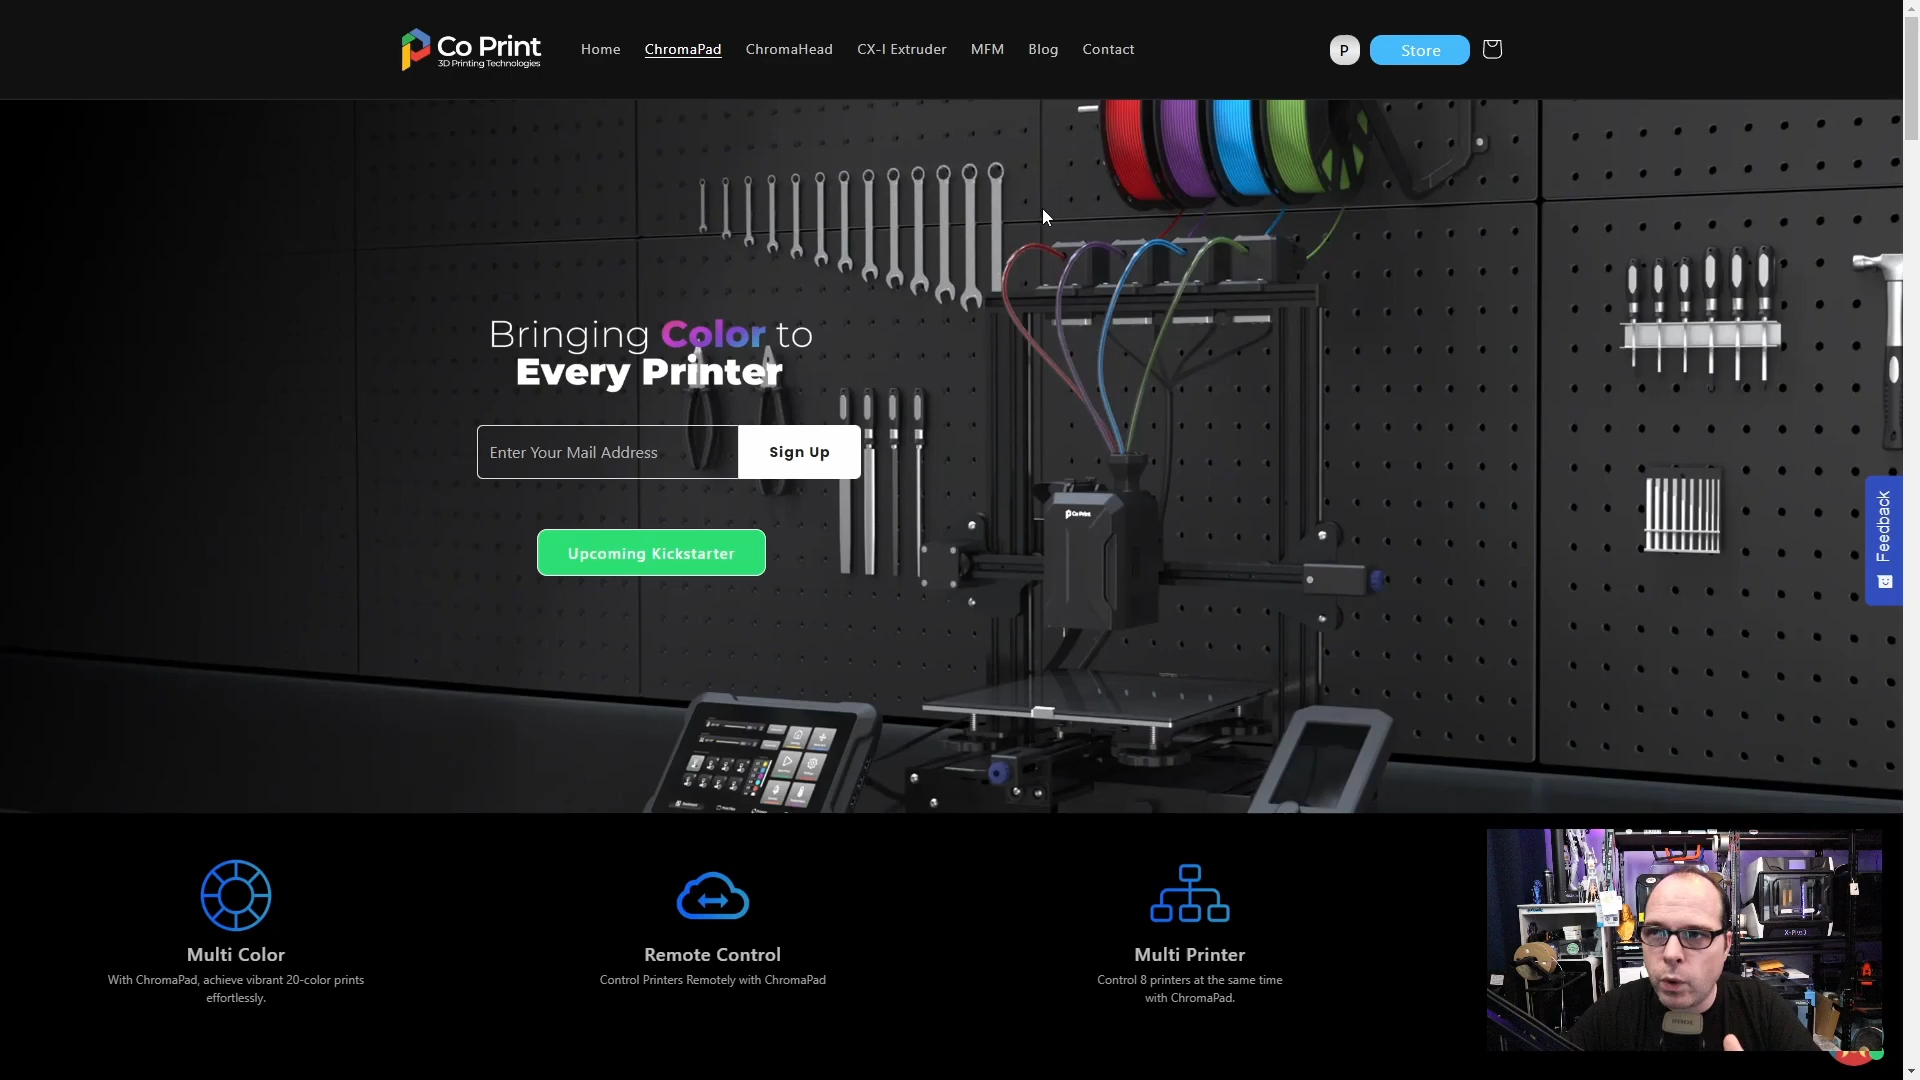 Co Print
3D Printing Technologies
Home
ChromaPad
ChromaHead
CX-I Extruder
MFM
Blog
Contact
P
Store
Bringing Color to
Every Printer
Enter Your Mail Address
Sign Up
Upcoming Kickstarter
Co Print
Feedback
Multi Color
With ChromaPad, achieve vibrant 20-color prints
effortlessly.
Remote Control
Control Printers Remotely with ChromaPad
Multi Printer
Control 8 printers at the same time
with ChromaPad.